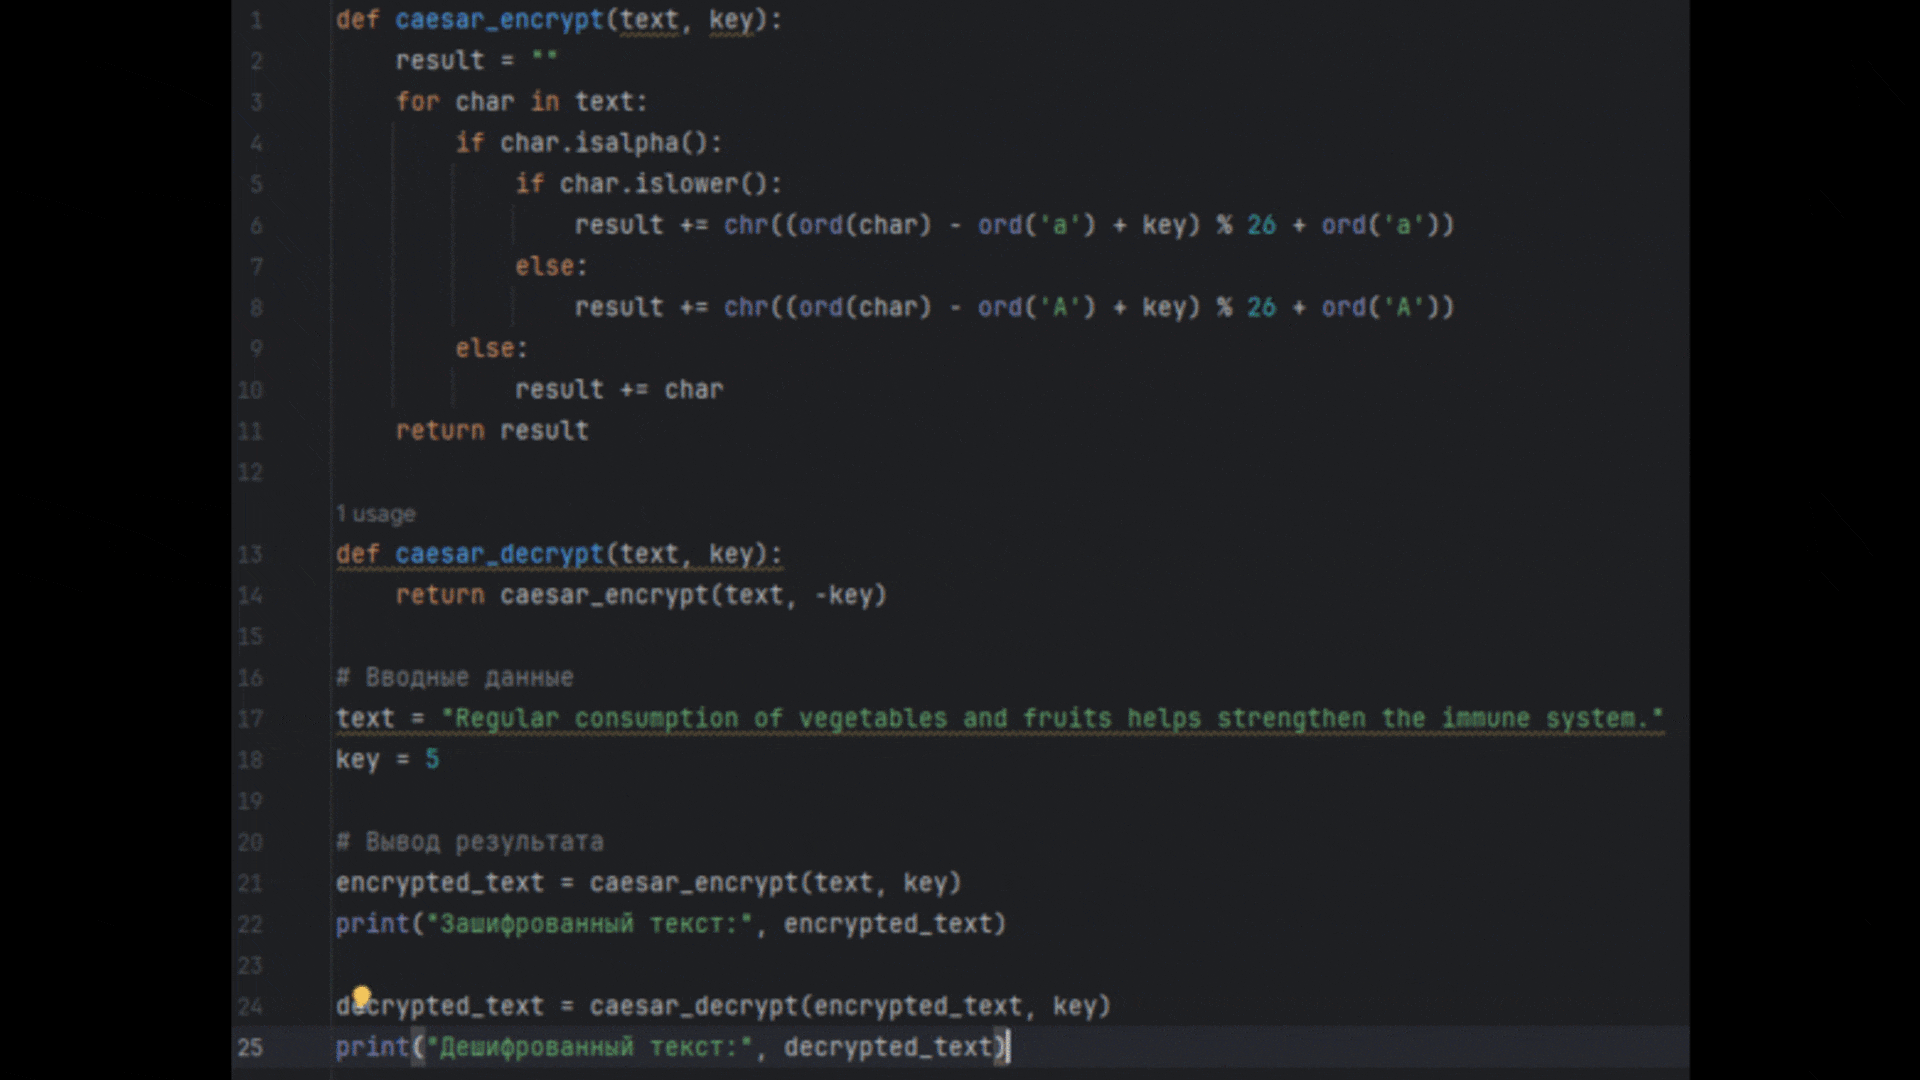 1 def caesar_encrypt(text, key):
2 result = ""
3 for char in text:
4 if char.isalpha():
5 if char.islower():
6 result += chr((ord(char) - ord('a') + key) % 26 + ord('a'))
7 else:
8 result += chr((ord(char) - ord('A') + key) % 26 + ord('A'))
9 else:
10 result += char
11 return result
12
1 usage
13 def caesar_decrypt(text, key):
14 return caesar_encrypt(text, -key)
15
16 # Вводные данные
17 text = "Regular consumption of vegetables and fruits helps strengthen the immune system."
18 key = 5
19
20 # Вывод результата
21 encrypted_text = caesar_encrypt(text, key)
22 print("Зашифрованный текст:", encrypted_text)
23
24 decrypted_text = caesar_decrypt(encrypted_text, key)
25 print("Дешифрованный текст:", decrypted_text)